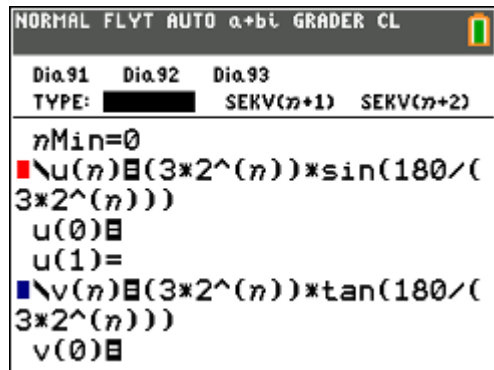 NORMAL FLYT AUTO a+bi GRADER CL
Dia.91 Dia.92 Dia.93
TYPE: SEKV(n+1) SEKV(n+2)
nMin=0
\u(n)=(3*2^(n))*sin(180/(
3*2^(n)))
u(0)=
u(1)=
\v(n)=(3*2^(n))*tan(180/(
3*2^(n)))
v(0)=